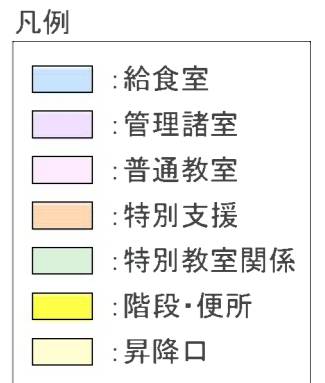 凡例
:給食室
:管理諸室
:普通教室
:特別支援
:特別教室関係
:階段・便所
:昇降口